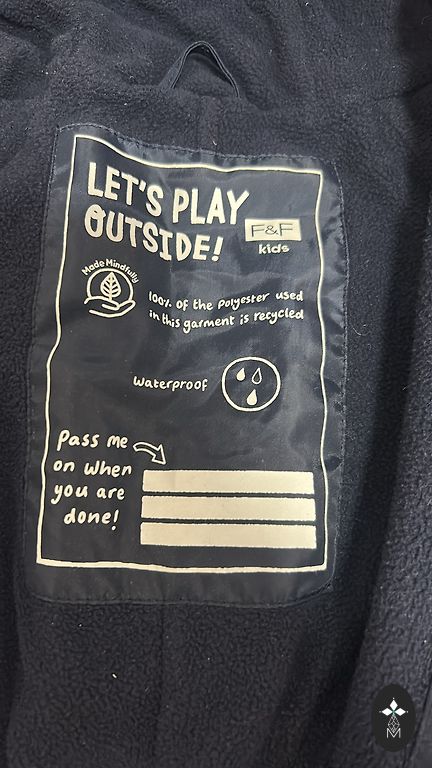 LET'S PLAY
OUTSIDE!
F&F
kids
Made Mindfully
100% of the Polyester used
in this garment is recycled
waterproof
Pass me
on when
you are
done!
M